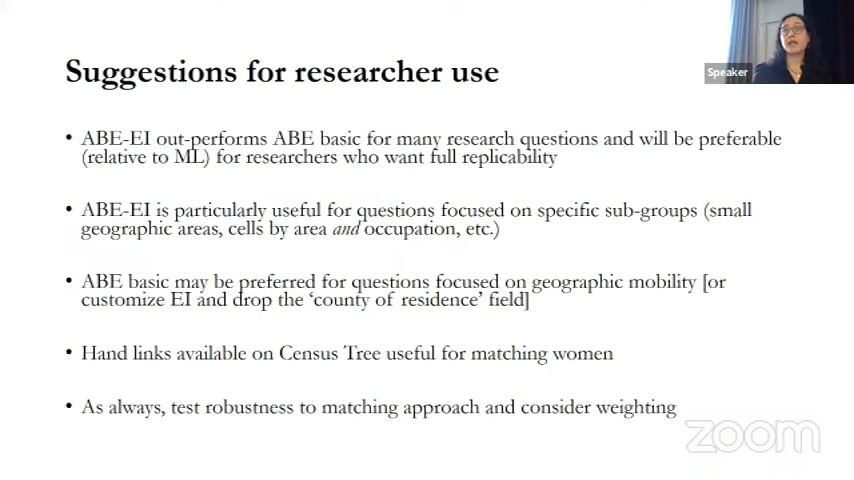 Suggestions for researcher use
Speaker
• ABE-EI out-performs ABE basic for many research questions and will be preferable
(relative to ML) for researchers who want full replicability
• ABE-EI is particularly useful for questions focused on specific sub-groups (small
geographic areas, cells by area and occupation, etc.)
• ABE basic may be preferred for questions focused on geographic mobility [or
customize EI and drop the ‘county of residence’ field]
• Hand links available on Census Tree useful for matching women
• As always, test robustness to matching approach and consider weighting
zoom